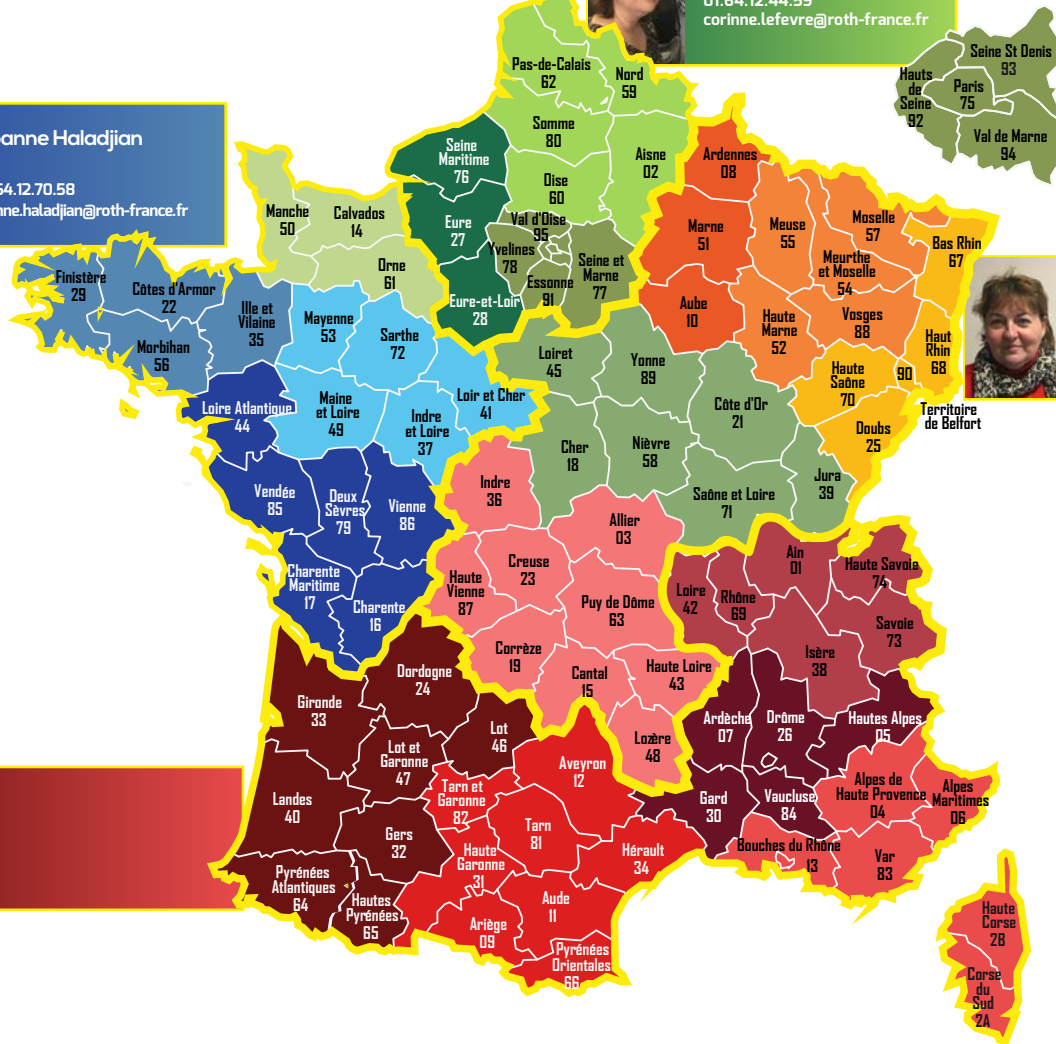 01.64.12.44.59
corinne.lefevre@roth-france.fr
Seine St Denis
93
Hauts
de
Seine
92
Paris
75
Val de Marne
94
Pas-de-Calais
62
Nord
59
Somme
80
Aisne
02
Oise
60
Ardennes
08
anne Haladjian
64.12.70.58
nne.haladjian@roth-france.fr
Seine
Maritime
76
Eure
27
Eure-et-Loir
28
Val d'Oise
95
Yvelines
78
Essonne
91
Seine et
Marne
77
Manche
50
Calvados
14
Orne
61
Marne
51
Aube
10
Meuse
55
Moselle
57
Meurthe
et Moselle
54
Vosges
88
Haute
Marne
52
Bas Rhin
67
Haut
Rhin
68
Haute
Saône
70
90
Territoire
de Belfort
Doubs
25
Finistère
29
Côtes d'Armor
22
Morbihan
56
Ille et
Vilaine
35
Mayenne
53
Sarthe
72
Maine
et Loire
49
Indre
et Loire
37
Loir et Cher
41
Loire Atlantique
44
Vendée
85
Deux
Sèvres
79
Vienne
86
Charente
Maritime
17
Charente
16
Loiret
45
Yonne
89
Côte d'Or
21
Cher
18
Nièvre
58
Saône et Loire
71
Jura
39
Indre
36
Allier
03
Creuse
23
Haute
Vienne
87
Puy de Dôme
63
Corrèze
19
Cantal
15
Haute Loire
43
Lozère
48
Ain
01
Haute Savoie
74
Loire
42
Rhône
69
Savoie
73
Isère
38
Ardèche
07
Drôme
26
Hautes Alpes
05
Gard
30
Vaucluse
84
Alpes de
Haute Provence
04
Alpes
Maritimes
06
Bouches du Rhône
13
Var
83
Haute
Corse
2B
Corse
du
Sud
2A
Dordogne
24
Gironde
33
Lot et
Garonne
47
Lot
46
Landes
40
Gers
32
Pyrénées
Atlantiques
64
Hautes
Pyrénées
65
Aveyron
12
Tarn et
Garonne
82
Tarn
81
Haute
Garonne
31
Hérault
34
Aude
11
Ariège
09
Pyrénées
Orientales
66